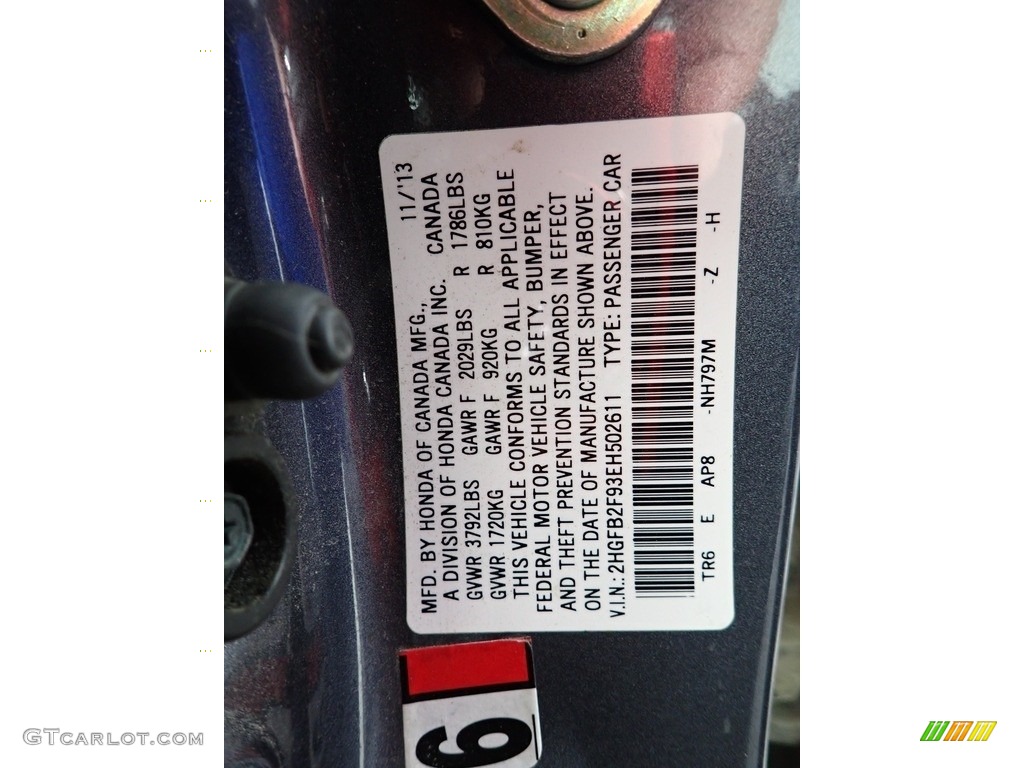 11/'13
MFD. BY HONDA OF CANADA MFG.,
A DIVISION OF HONDA CANADA INC. CANADA
GVWR 3792LBS GAWR F 2029LBS R 1786LBS
GVWR 1720KG GAWR F 920KG R 810KG
THIS VEHICLE CONFORMS TO ALL APPLICABLE
FEDERAL MOTOR VEHICLE SAFETY, BUMPER,
AND THEFT PREVENTION STANDARDS IN EFFECT
ON THE DATE OF MANUFACTURE SHOWN ABOVE.
V.I.N.: 2HGFB2F93EH502611 TYPE: PASSENGER CAR
TR6 E AP8 -NH797M -Z -H
6
GTCARLOT.COM